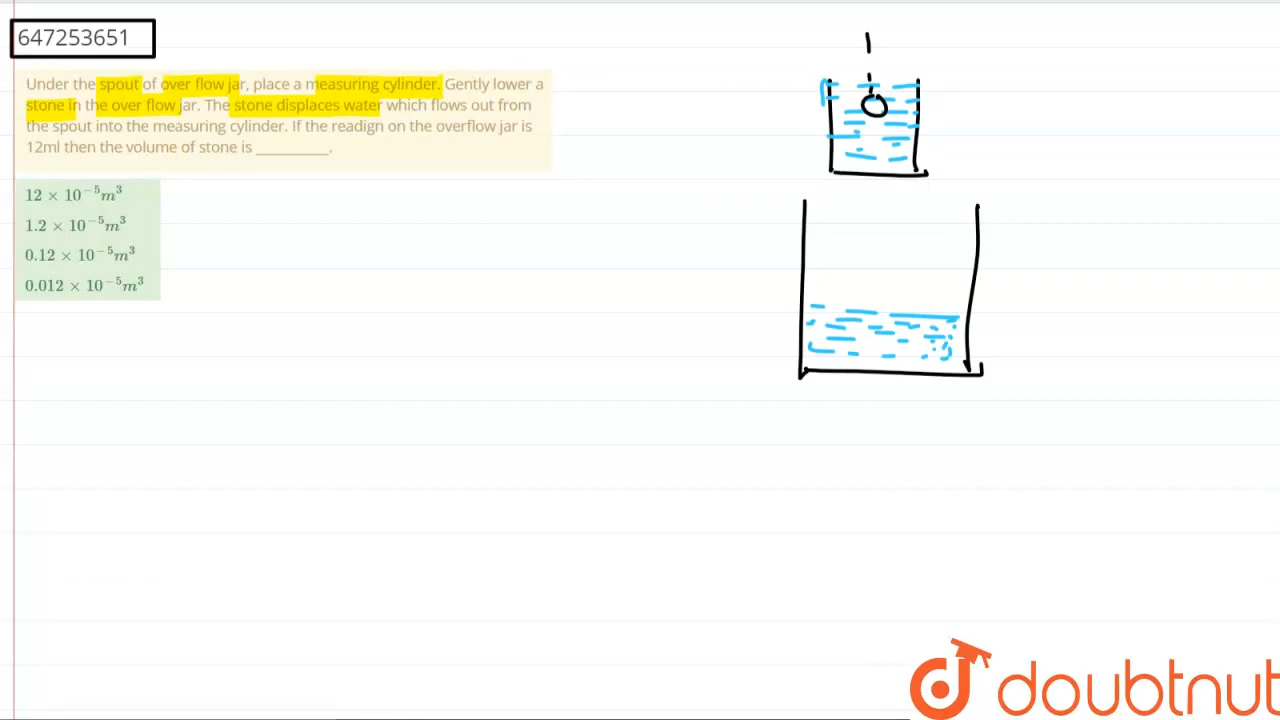 647253651
Under the spout of over flow jar, place a measuring cylinder. Gently lower a
stone in the over flow jar. The stone displaces water which flows out from
the spout into the measuring cylinder. If the readign on the overflow jar is
12ml then the volume of stone is __________.
12 × 10⁻⁵m³
1.2 × 10⁻⁵m³
0.12 × 10⁻⁵m³
0.012 × 10⁻⁵m³
doubtnut